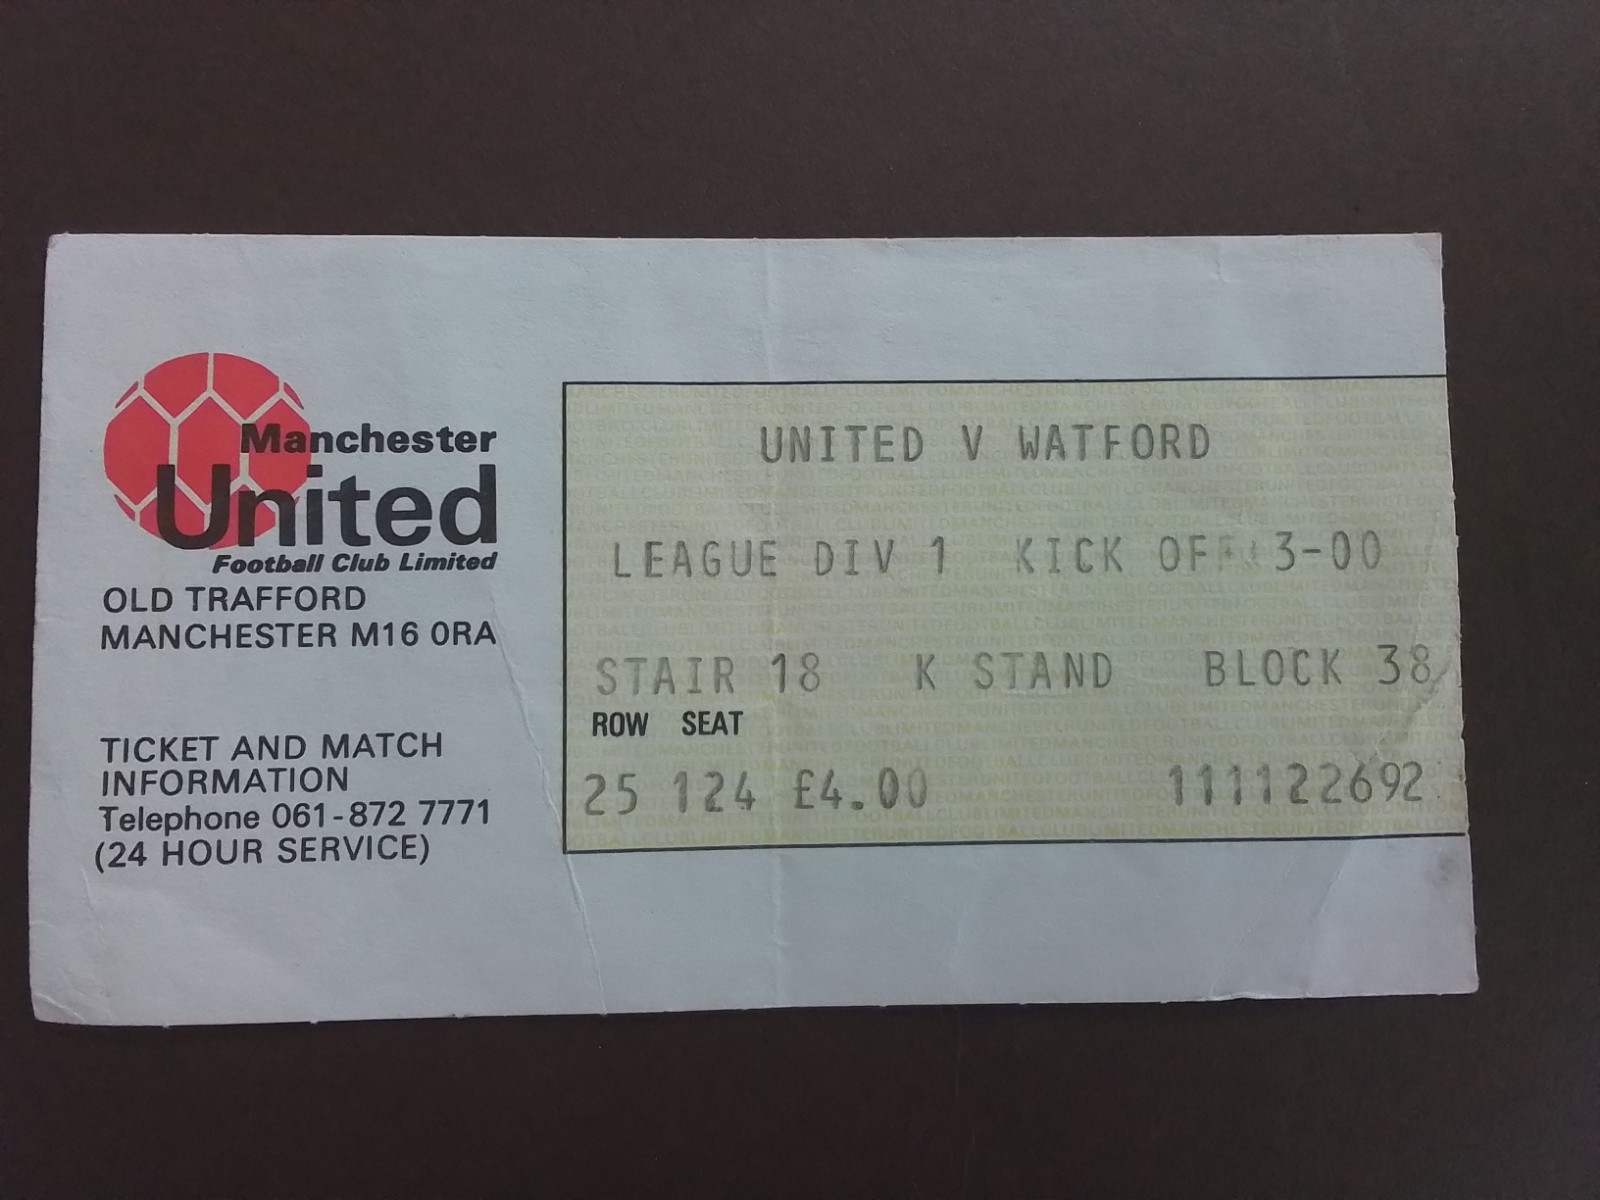 Manchester
United
Football Club Limited
OLD TRAFFORD
MANCHESTER M16 0RA
TICKET AND MATCH
INFORMATION
Telephone 061-872 7771
(24 HOUR SERVICE)
UNITED V WATFORD
LEAGUE DIV 1 KICK OFF 3-00
STAIR 18 K STAND BLOCK 38
ROW SEAT
25 124 £4.00 111122692